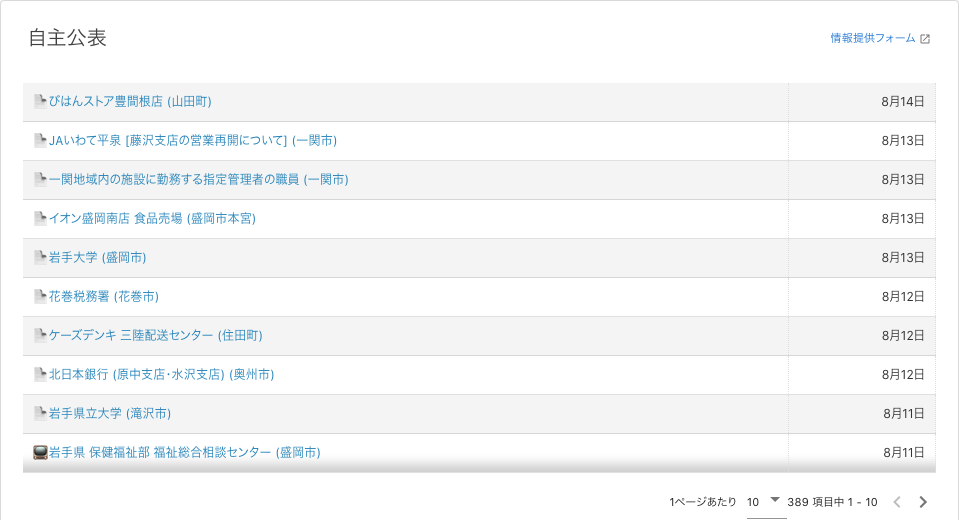 自主公表
情報提供フォーム
びはんストア豊間根店 (山田町) 8月14日
JAいわて平泉 [藤沢支店の営業再開について] (一関市) 8月13日
一関地域内の施設に勤務する指定管理者の職員 (一関市) 8月13日
イオン盛岡南店 食品売場 (盛岡市本宮) 8月13日
岩手大学 (盛岡市) 8月13日
花巻税務署 (花巻市) 8月12日
ケーズデンキ 三陸配送センター (住田町) 8月12日
北日本銀行 (原中支店･水沢支店) (奥州市) 8月12日
岩手県立大学 (滝沢市) 8月11日
岩手県 保健福祉部 福祉総合相談センター (盛岡市) 8月11日
1ページあたり 10 389 項目中 1 - 10